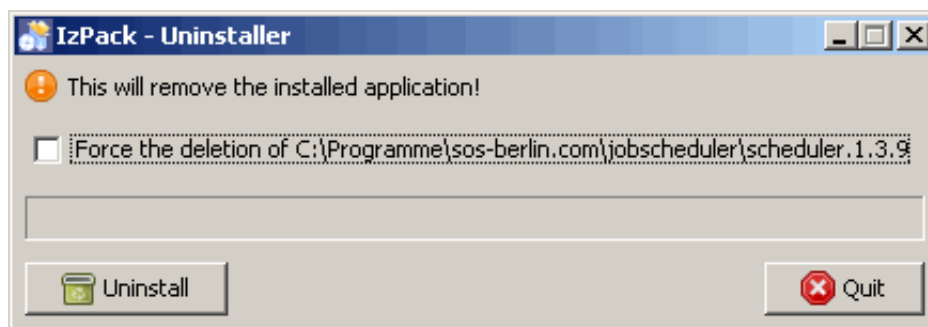 IzPack - Uninstaller
This will remove the installed application!
Force the deletion of C:\Programme\sos-berlin.com\jobscheduler\scheduler.1.3.9
Uninstall
Quit